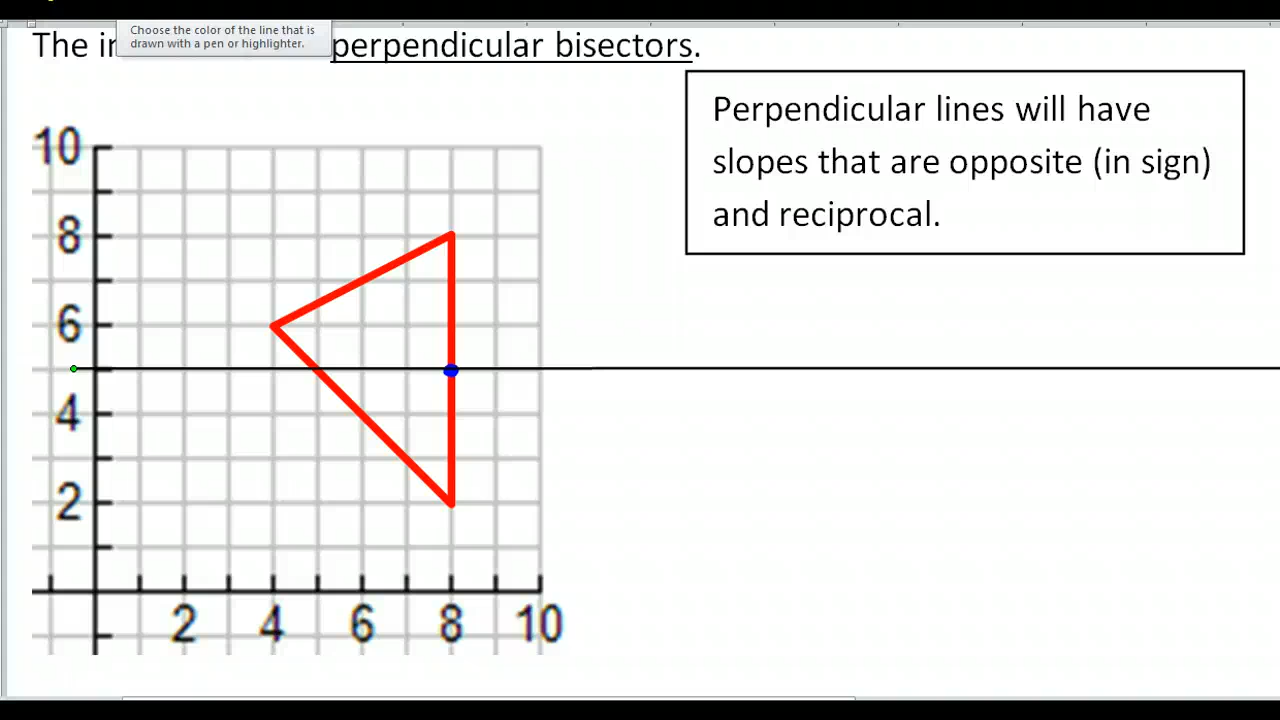 Choose the color of the line that is
drawn with a pen or highlighter.
The in perpendicular bisectors.
Perpendicular lines will have
slopes that are opposite (in sign)
and reciprocal.
10
8
6
4
2
2 4 6 8 10